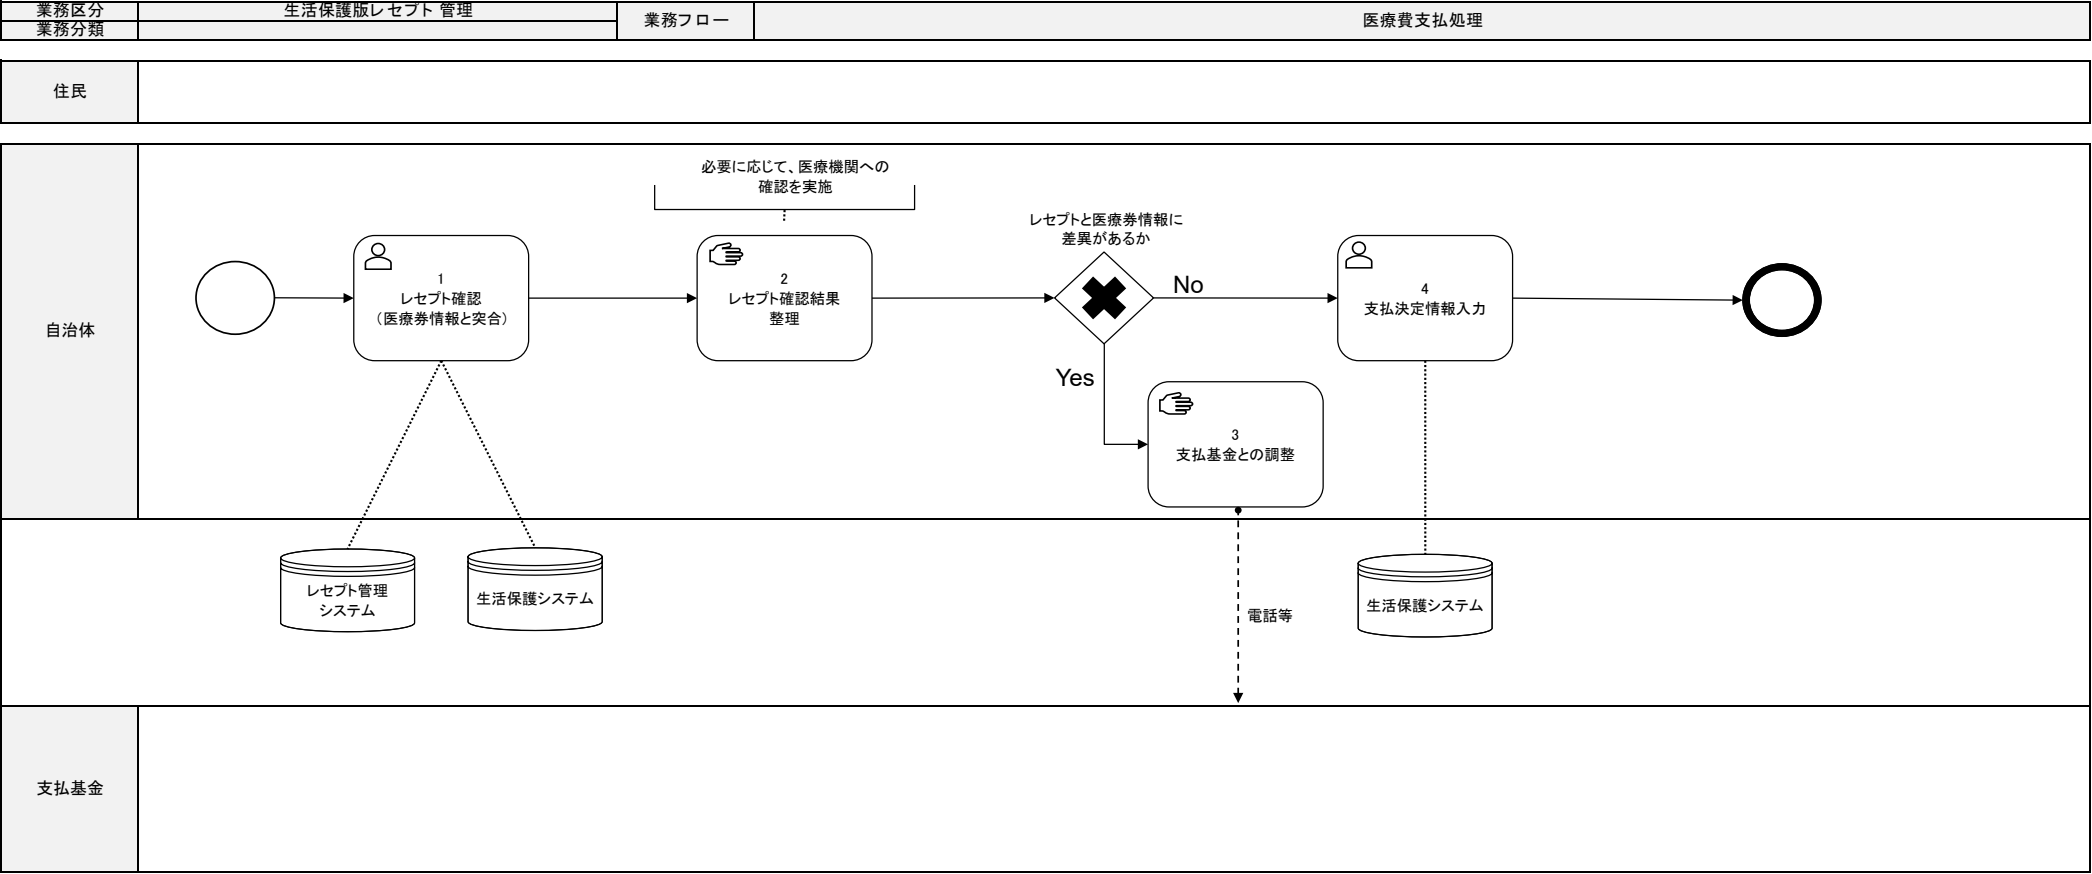 業務区分
生活保護版レセプト 管理
業務フロー
医療費支払処理
業務分類
住民
自治体
必要に応じて、医療機関への
確認を実施
1
レセプト確認
（医療券情報と突合）
2
レセプト確認結果
整理
レセプトと医療券情報に
差異があるか
No
Yes
3
支払基金との調整
4
支払決定情報入力
レセプト管理
システム
生活保護システム
電話等
生活保護システム
支払基金